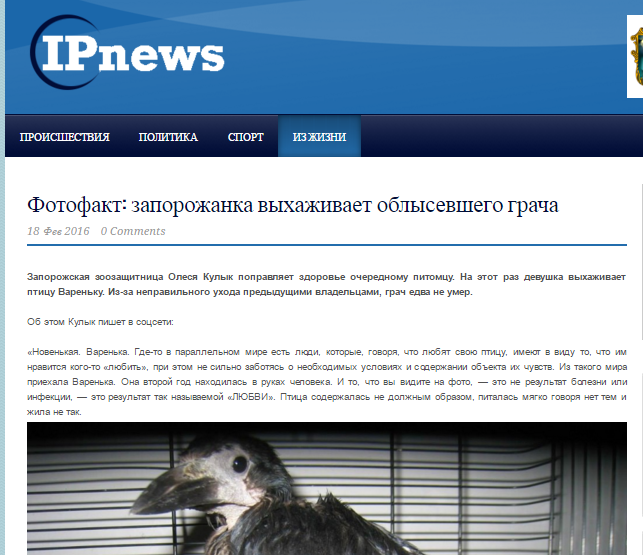 IPnews
ПРОИСШЕСТВИЯ ПОЛИТИКА СПОРТ ИЗ ЖИЗНИ
Фотофакт: запорожанка выхаживает облысевшего грача
18 Фев 2016 0 Comments
Запорожская зоозащитница Олеся Кулык поправляет здоровье очередному питомцу. На этот раз девушка выхаживает
птицу Вареньку. Из-за неправильного ухода предыдущими владельцами, грач едва не умер.
Об этом Кулык пишет в соцсети:
«Новенькая. Варенька. Где-то в параллельном мире есть люди, которые, говоря, что любят свою птицу, имеют в виду то, что им
нравится кого-то «любить», при этом не сильно заботясь о необходимых условиях и содержании объекта их чувств. Из такого мира
приехала Варенька. Она второй год находилась в руках человека. И то, что вы видите на фото, — это не результат болезни или
инфекции, — это результат так называемой «ЛЮБВИ». Птица содержалась не должным образом, питалась мягко говоря нет тем и
жила не так.